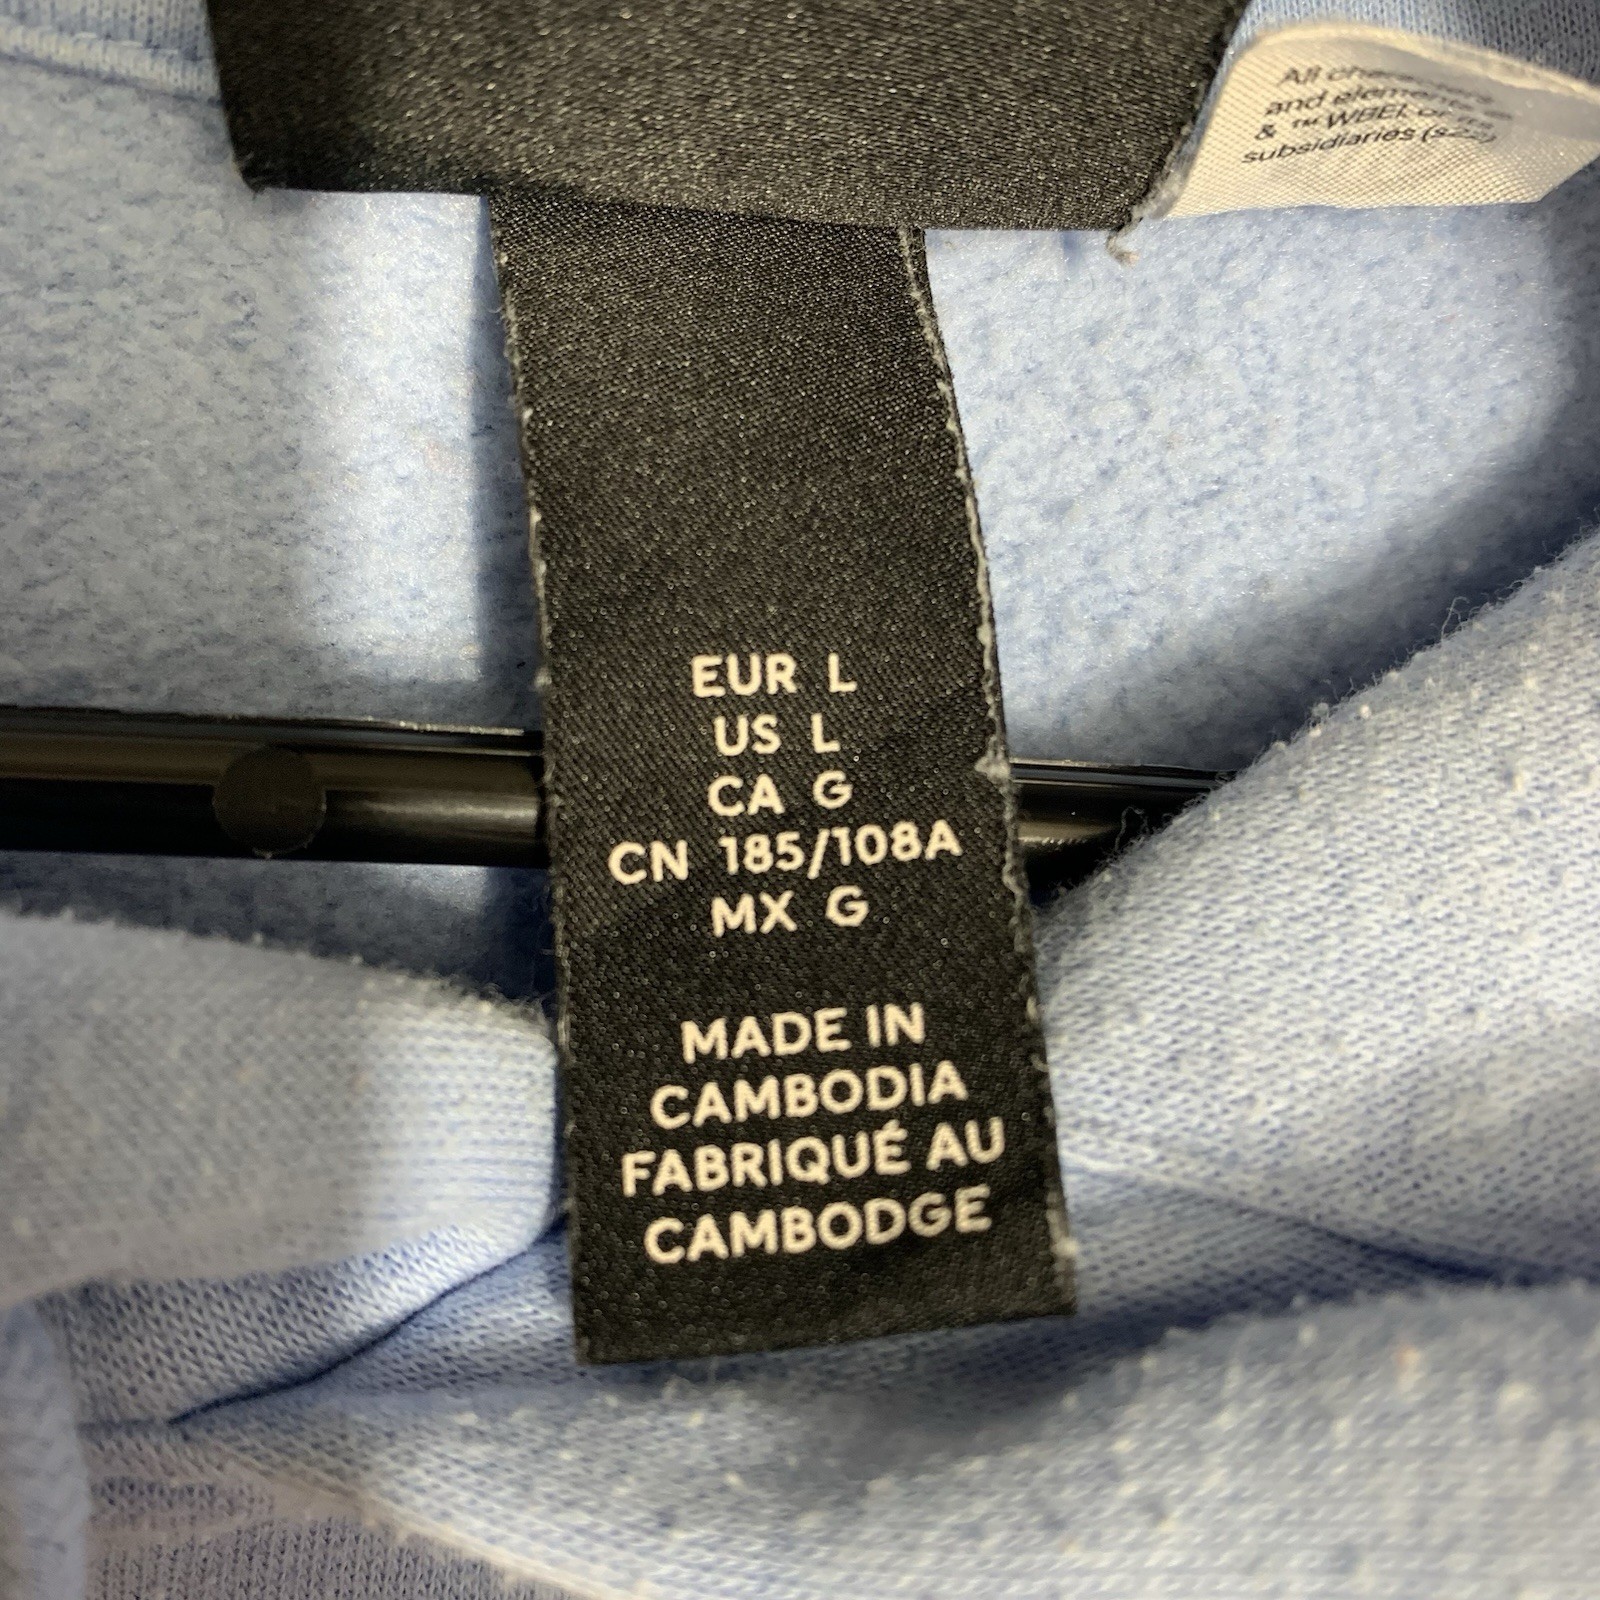 All
and elements
& ™ WBEI.
subsidiaries
EUR L
US L
CA G
CN 185/108A
MX G
MADE IN
CAMBODIA
FABRIQUÉ AU
CAMBODGE